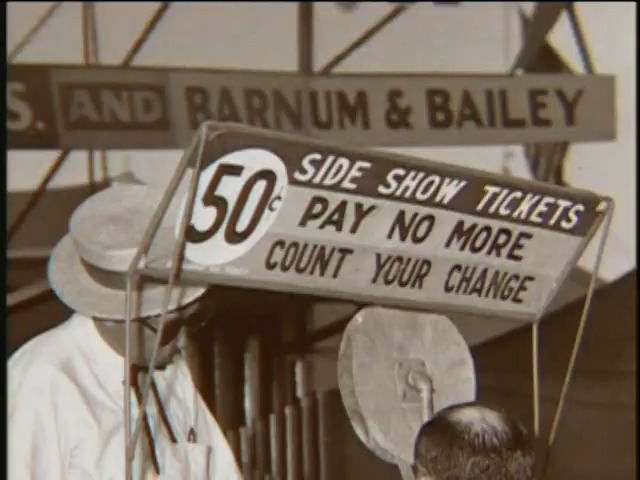 S. AND BARNUM & BAILEY
50¢ SIDE SHOW TICKETS
PAY NO MORE
COUNT YOUR CHANGE